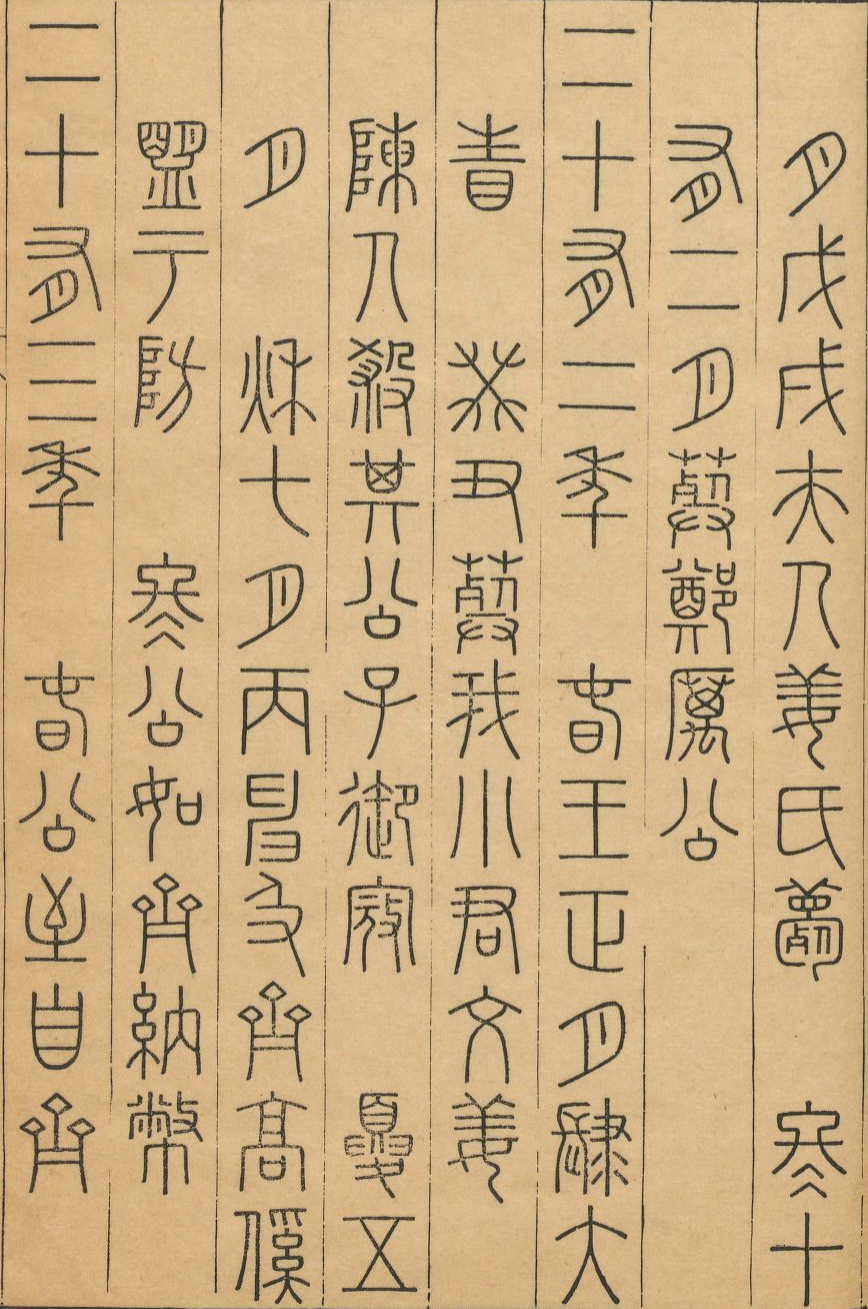 月戊戌夫人姜氏薨 冬十
有二月葬鄭厲公
二十有二年 春王正月肆大
眚 癸丑葬我小君文姜
陳人殺其公子御寇 夏五
月 秋七月丙申及齊高傒
盟于防 冬公如齊納幣
二十有三年 春公至自齊